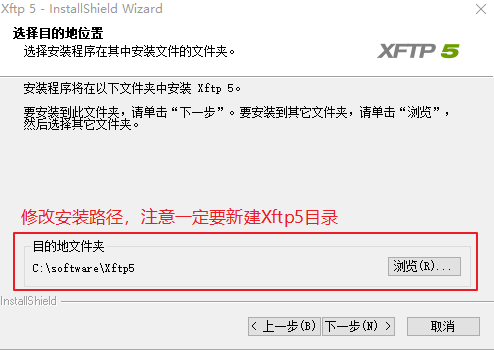 Xftp 5 - InstallShield Wizard
选择目的地位置
选择安装程序在其中安装文件的文件夹。
XFTP 5
安装程序将在以下文件夹中安装 Xftp 5。
要安装到此文件夹，请单击“下一步”。要安装到其它文件夹，请单击“浏览”，
然后选择其它文件夹。
修改安装路径，注意一定要新建Xftp5目录
目的地文件夹
C:\software\Xftp5
浏览(R)...
InstallShield
< 上一步(B)
下一步(N) >
取消